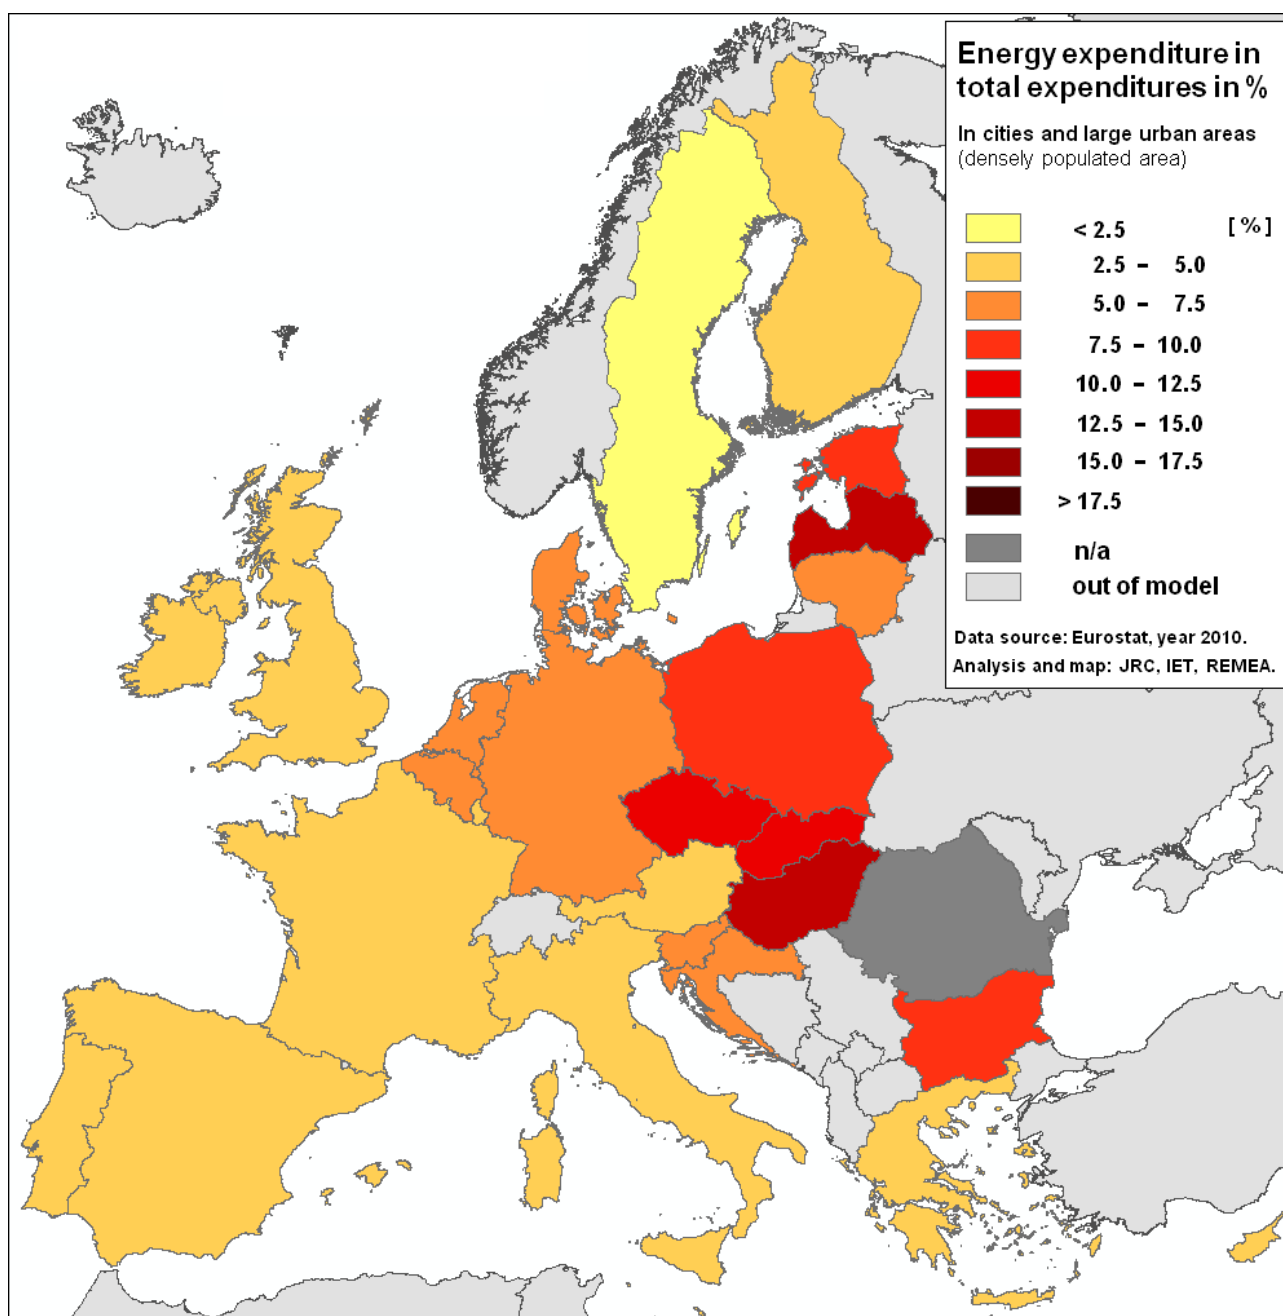 Energy expenditure in
total expenditures in %
In cities and large urban areas
(densely populated area)
< 2.5 [ % ]
2.5 – 5.0
5.0 – 7.5
7.5 – 10.0
10.0 – 12.5
12.5 – 15.0
15.0 – 17.5
> 17.5
n/a
out of model
Data source: Eurostat, year 2010.
Analysis and map: JRC, IET, REMEA.